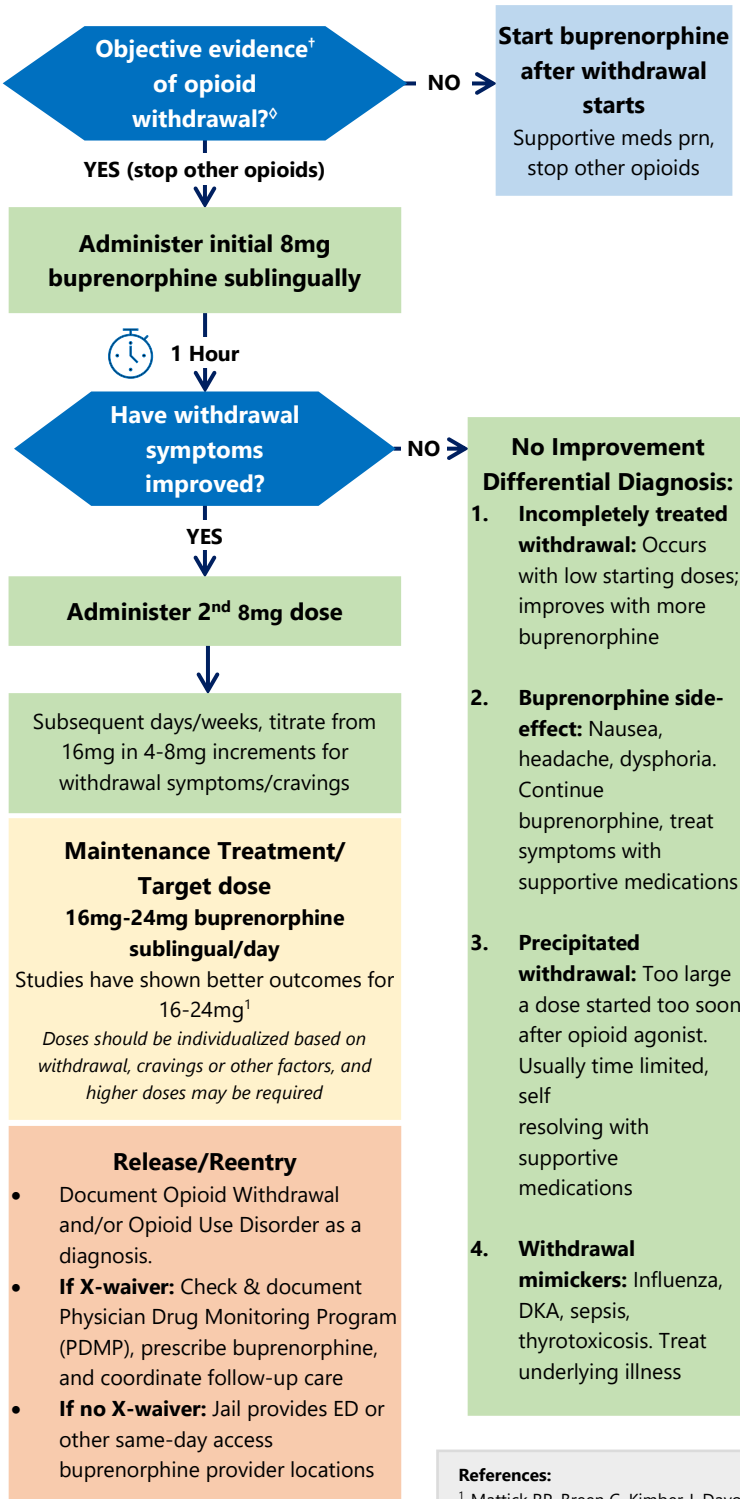 Objective evidence†
of opioid
withdrawal?◊
NO
Start buprenorphine
after withdrawal
starts
Supportive meds prn,
stop other opioids
YES (stop other opioids)
Administer initial 8mg
buprenorphine sublingually
1 Hour
Have withdrawal
symptoms
improved?
NO
YES
Administer 2nd 8mg dose
Subsequent days/weeks, titrate from
16mg in 4-8mg increments for
withdrawal symptoms/cravings
Maintenance Treatment/
Target dose
16mg-24mg buprenorphine
sublingual/day
Studies have shown better outcomes for
16-24mg1
Doses should be individualized based on
withdrawal, cravings or other factors, and
higher doses may be required
Release/Reentry
• Document Opioid Withdrawal
and/or Opioid Use Disorder as a
diagnosis.
• If X-waiver: Check & document
Physician Drug Monitoring Program
(PDMP), prescribe buprenorphine,
and coordinate follow-up care
• If no X-waiver: Jail provides ED or
other same-day access
buprenorphine provider locations
No Improvement
Differential Diagnosis:
1. Incompletely treated
withdrawal: Occurs
with low starting doses;
improves with more
buprenorphine
2. Buprenorphine side-
effect: Nausea,
headache, dysphoria.
Continue
buprenorphine, treat
symptoms with
supportive medications
3. Precipitated
withdrawal: Too large
a dose started too soon
after opioid agonist.
Usually time limited,
self
resolving with
supportive
medications
4. Withdrawal
mimickers: Influenza,
DKA, sepsis,
thyrotoxicosis. Treat
underlying illness
References: